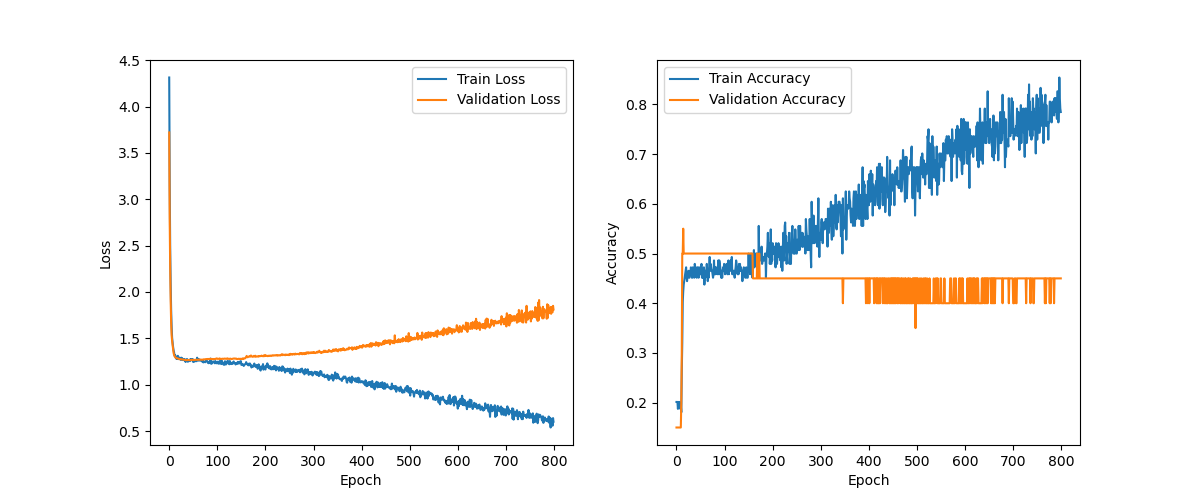 4.5
4.0
3.5
3.0
2.5
2.0
1.5
1.0
0.5
Loss
0 100 200 300 400 500 600 700 800
Epoch
Train Loss
Validation Loss
0.8
0.7
0.6
0.5
0.4
0.3
0.2
Accuracy
0 100 200 300 400 500 600 700 800
Epoch
Train Accuracy
Validation Accuracy